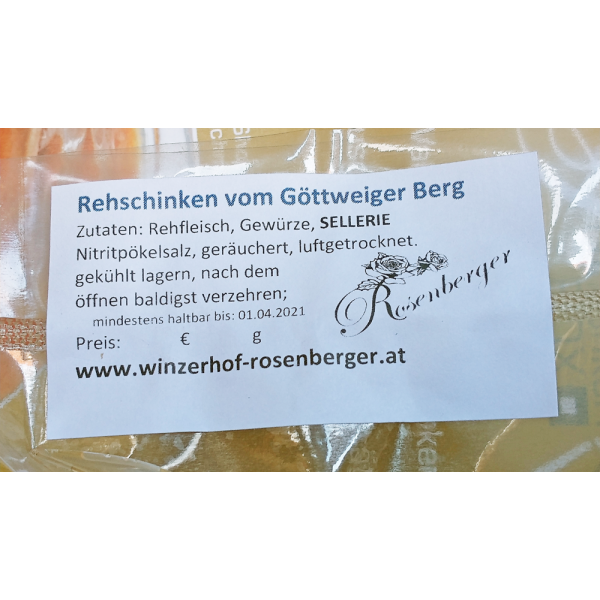 Rehschinken vom Göttweiger Berg
Zutaten: Rehfleisch, Gewürze, SELLERIE
Nitritpökelsalz, geräuchert, luftgetrocknet.
gekühlt lagern, nach dem
öffnen baldigst verzehren;
mindestens haltbar bis: 01.04.2021
Preis: € g
www.winzerhof-rosenberger.at
Rosenberger